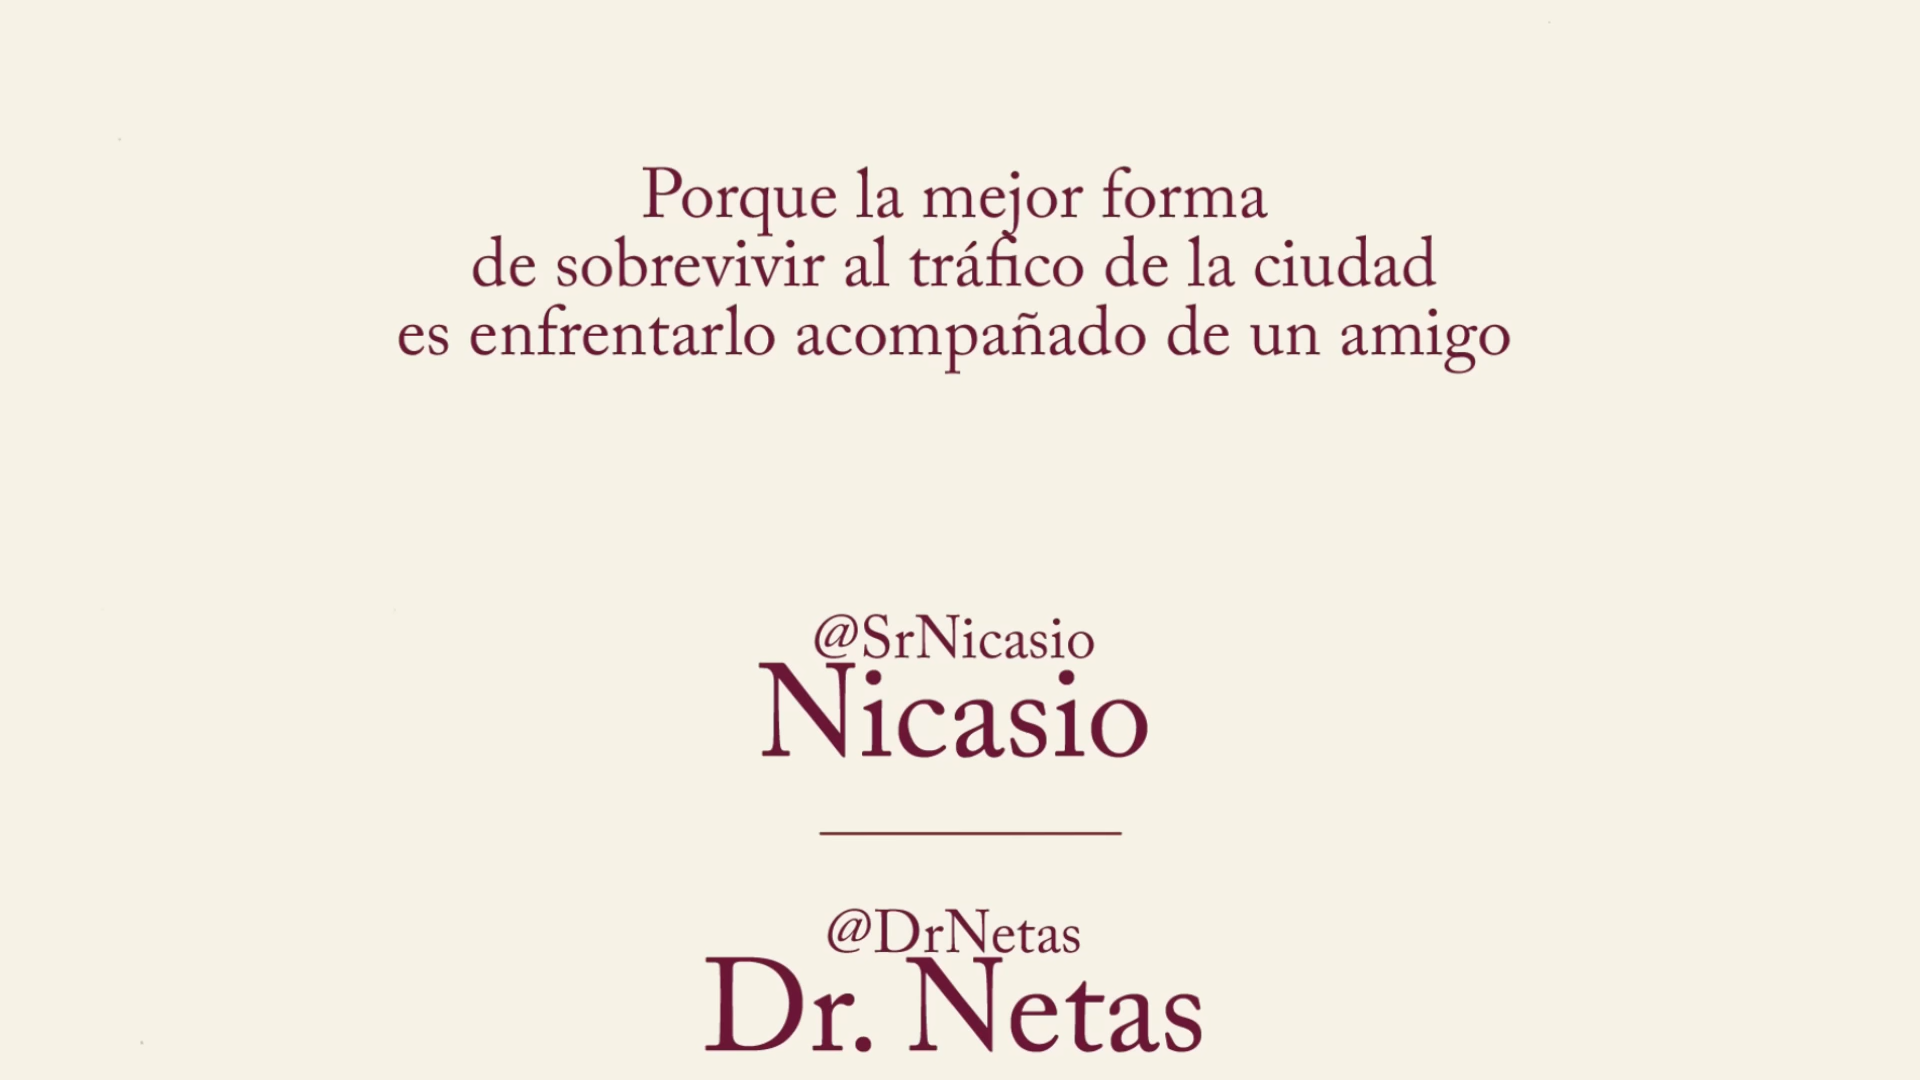 Porque la mejor forma
de sobrevivir al tráfico de la ciudad
es enfrentarlo acompañado de un amigo
@SrNicasio
Nicasio
@DrNetas
Dr. Netas